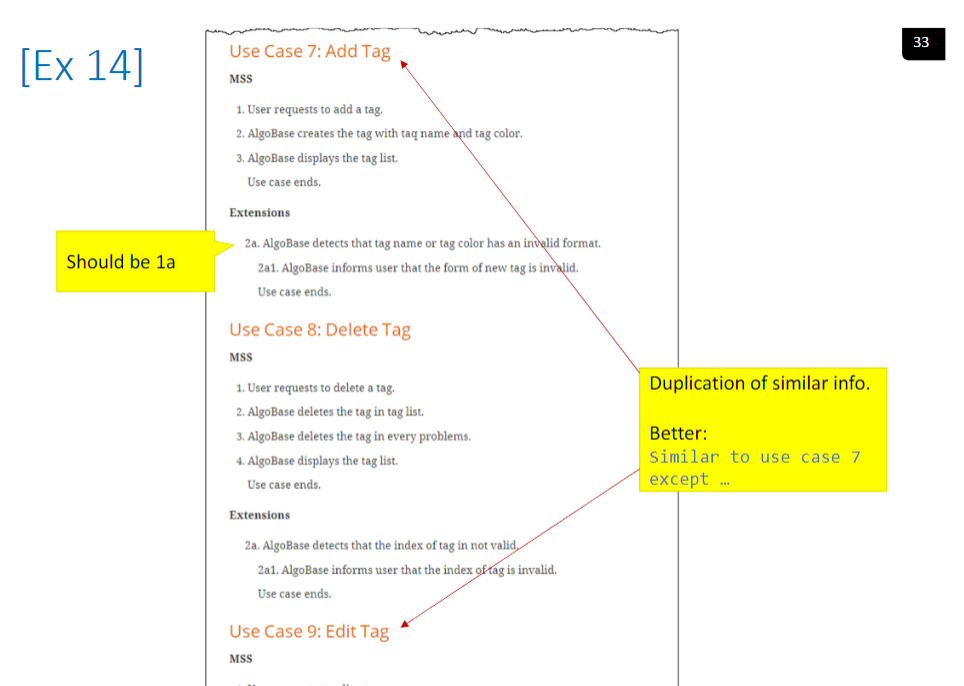 [Ex 14]
33
Use Case 7: Add Tag
MSS
1. User requests to add a tag.
2. AlgoBase creates the tag with taq name and tag color.
3. AlgoBase displays the tag list.
Use case ends.
Extensions
2a. AlgoBase detects that tag name or tag color has an invalid format.
Should be 1a
2a1. AlgoBase informs user that the form of new tag is invalid.
Use case ends.
Use Case 8: Delete Tag
MSS
1. User requests to delete a tag.
2. AlgoBase deletes the tag in tag list.
3. AlgoBase deletes the tag in every problems.
4. AlgoBase displays the tag list.
Use case ends.
Extensions
2a. AlgoBase detects that the index of tag in not valid.
2a1. AlgoBase informs user that the index of tag is invalid.
Use case ends.
Duplication of similar info.
Better:
Similar to use case 7
except …
Use Case 9: Edit Tag
MSS